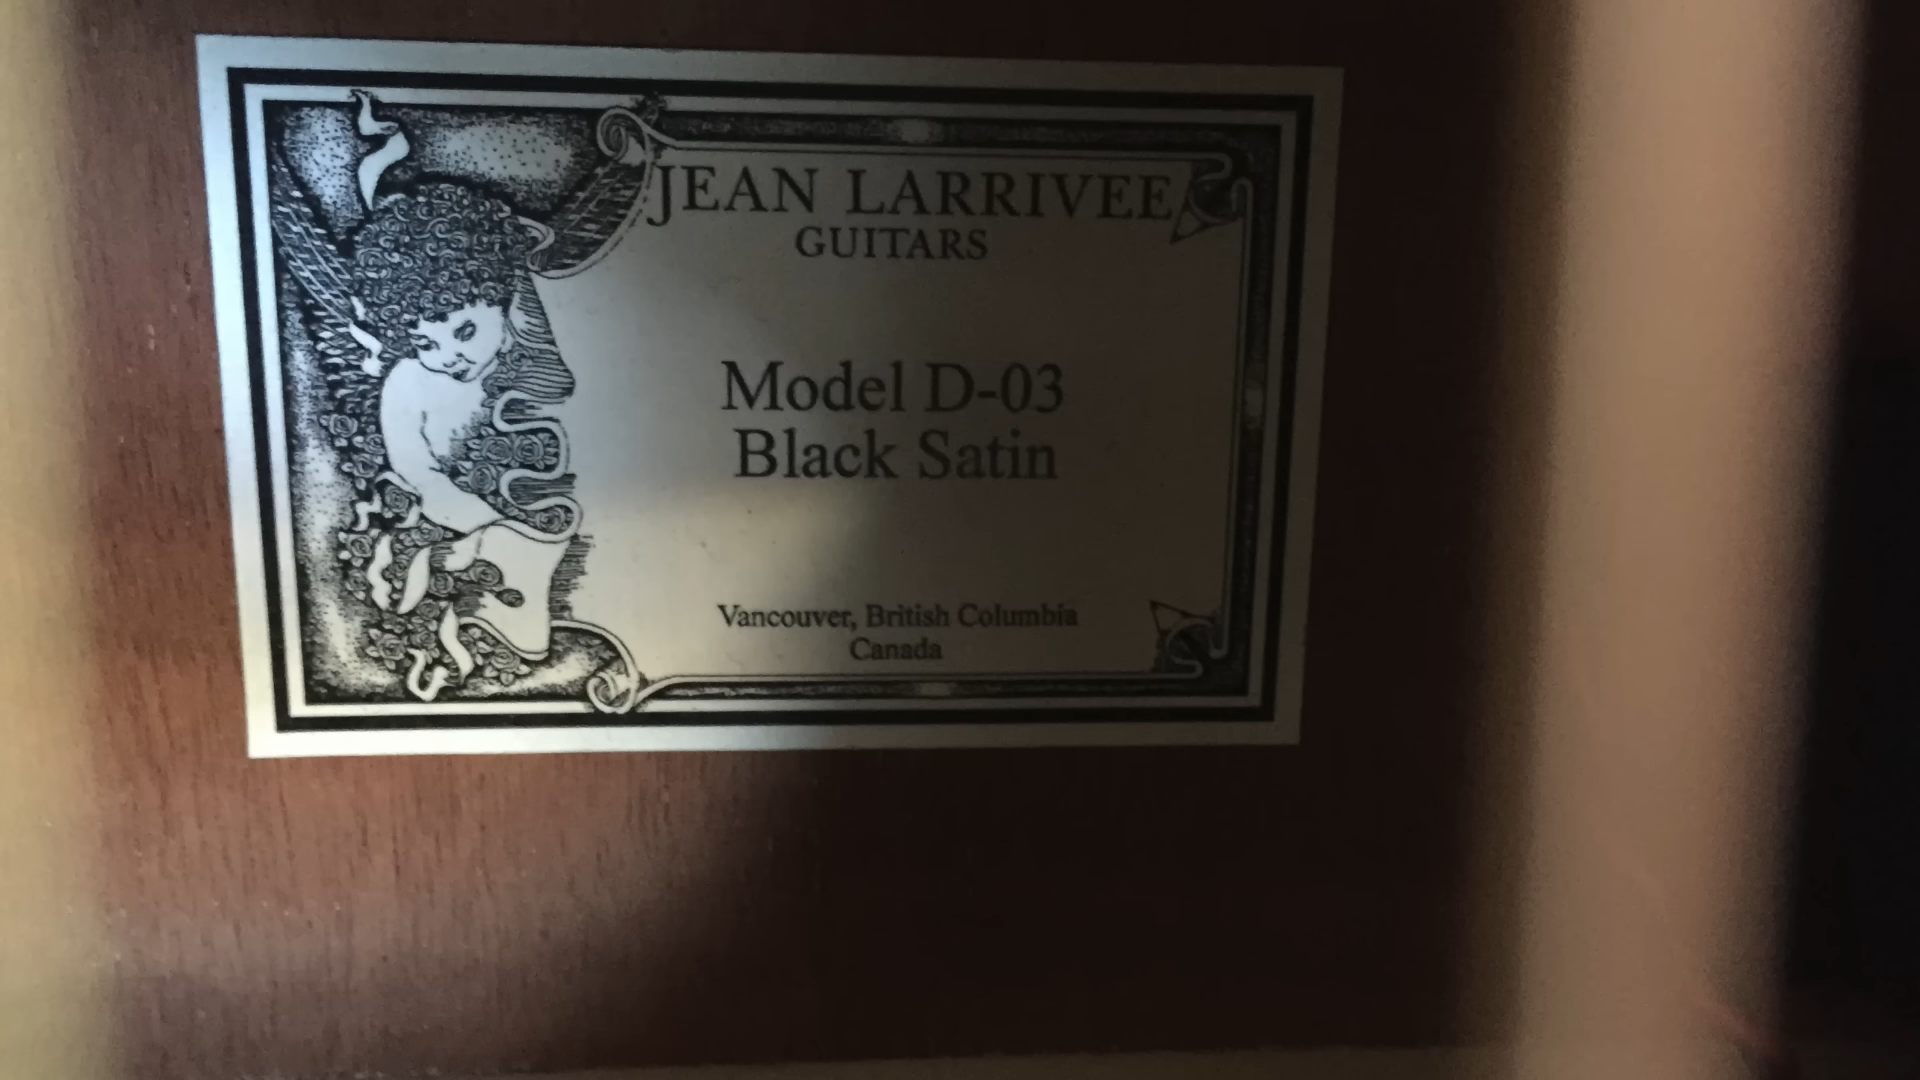 JEAN LARRIVEE
GUITARS
Model D-03
Black Satin
Vancouver, British Columbia
Canada